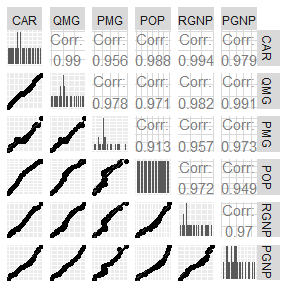 CAR QMG PMG POP RGNP PGNP
Corr: Corr: Corr: Corr: Corr: CAR
0.99 0.956 0.988 0.994 0.979
Corr: Corr: Corr: Corr: QMG
0.978 0.971 0.982 0.991
Corr: Corr: Corr: PMG
0.913 0.957 0.973
Corr: Corr: POP
0.972 0.949
Corr: RGNP
0.97
PGNP